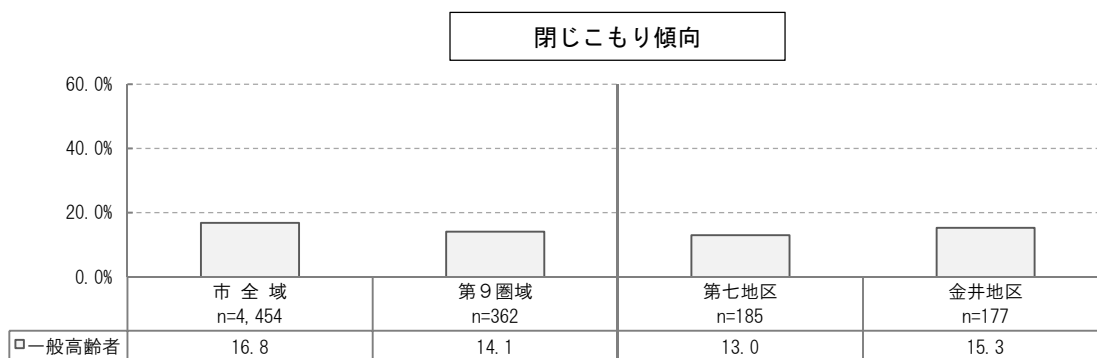 閉じこもり傾向
60.0%
40.0%
20.0%
0.0%
市 全 域 第９圏域 第七地区 金井地区
n=4,454 n=362 n=185 n=177
一般高齢者 16.8 14.1 13.0 15.3